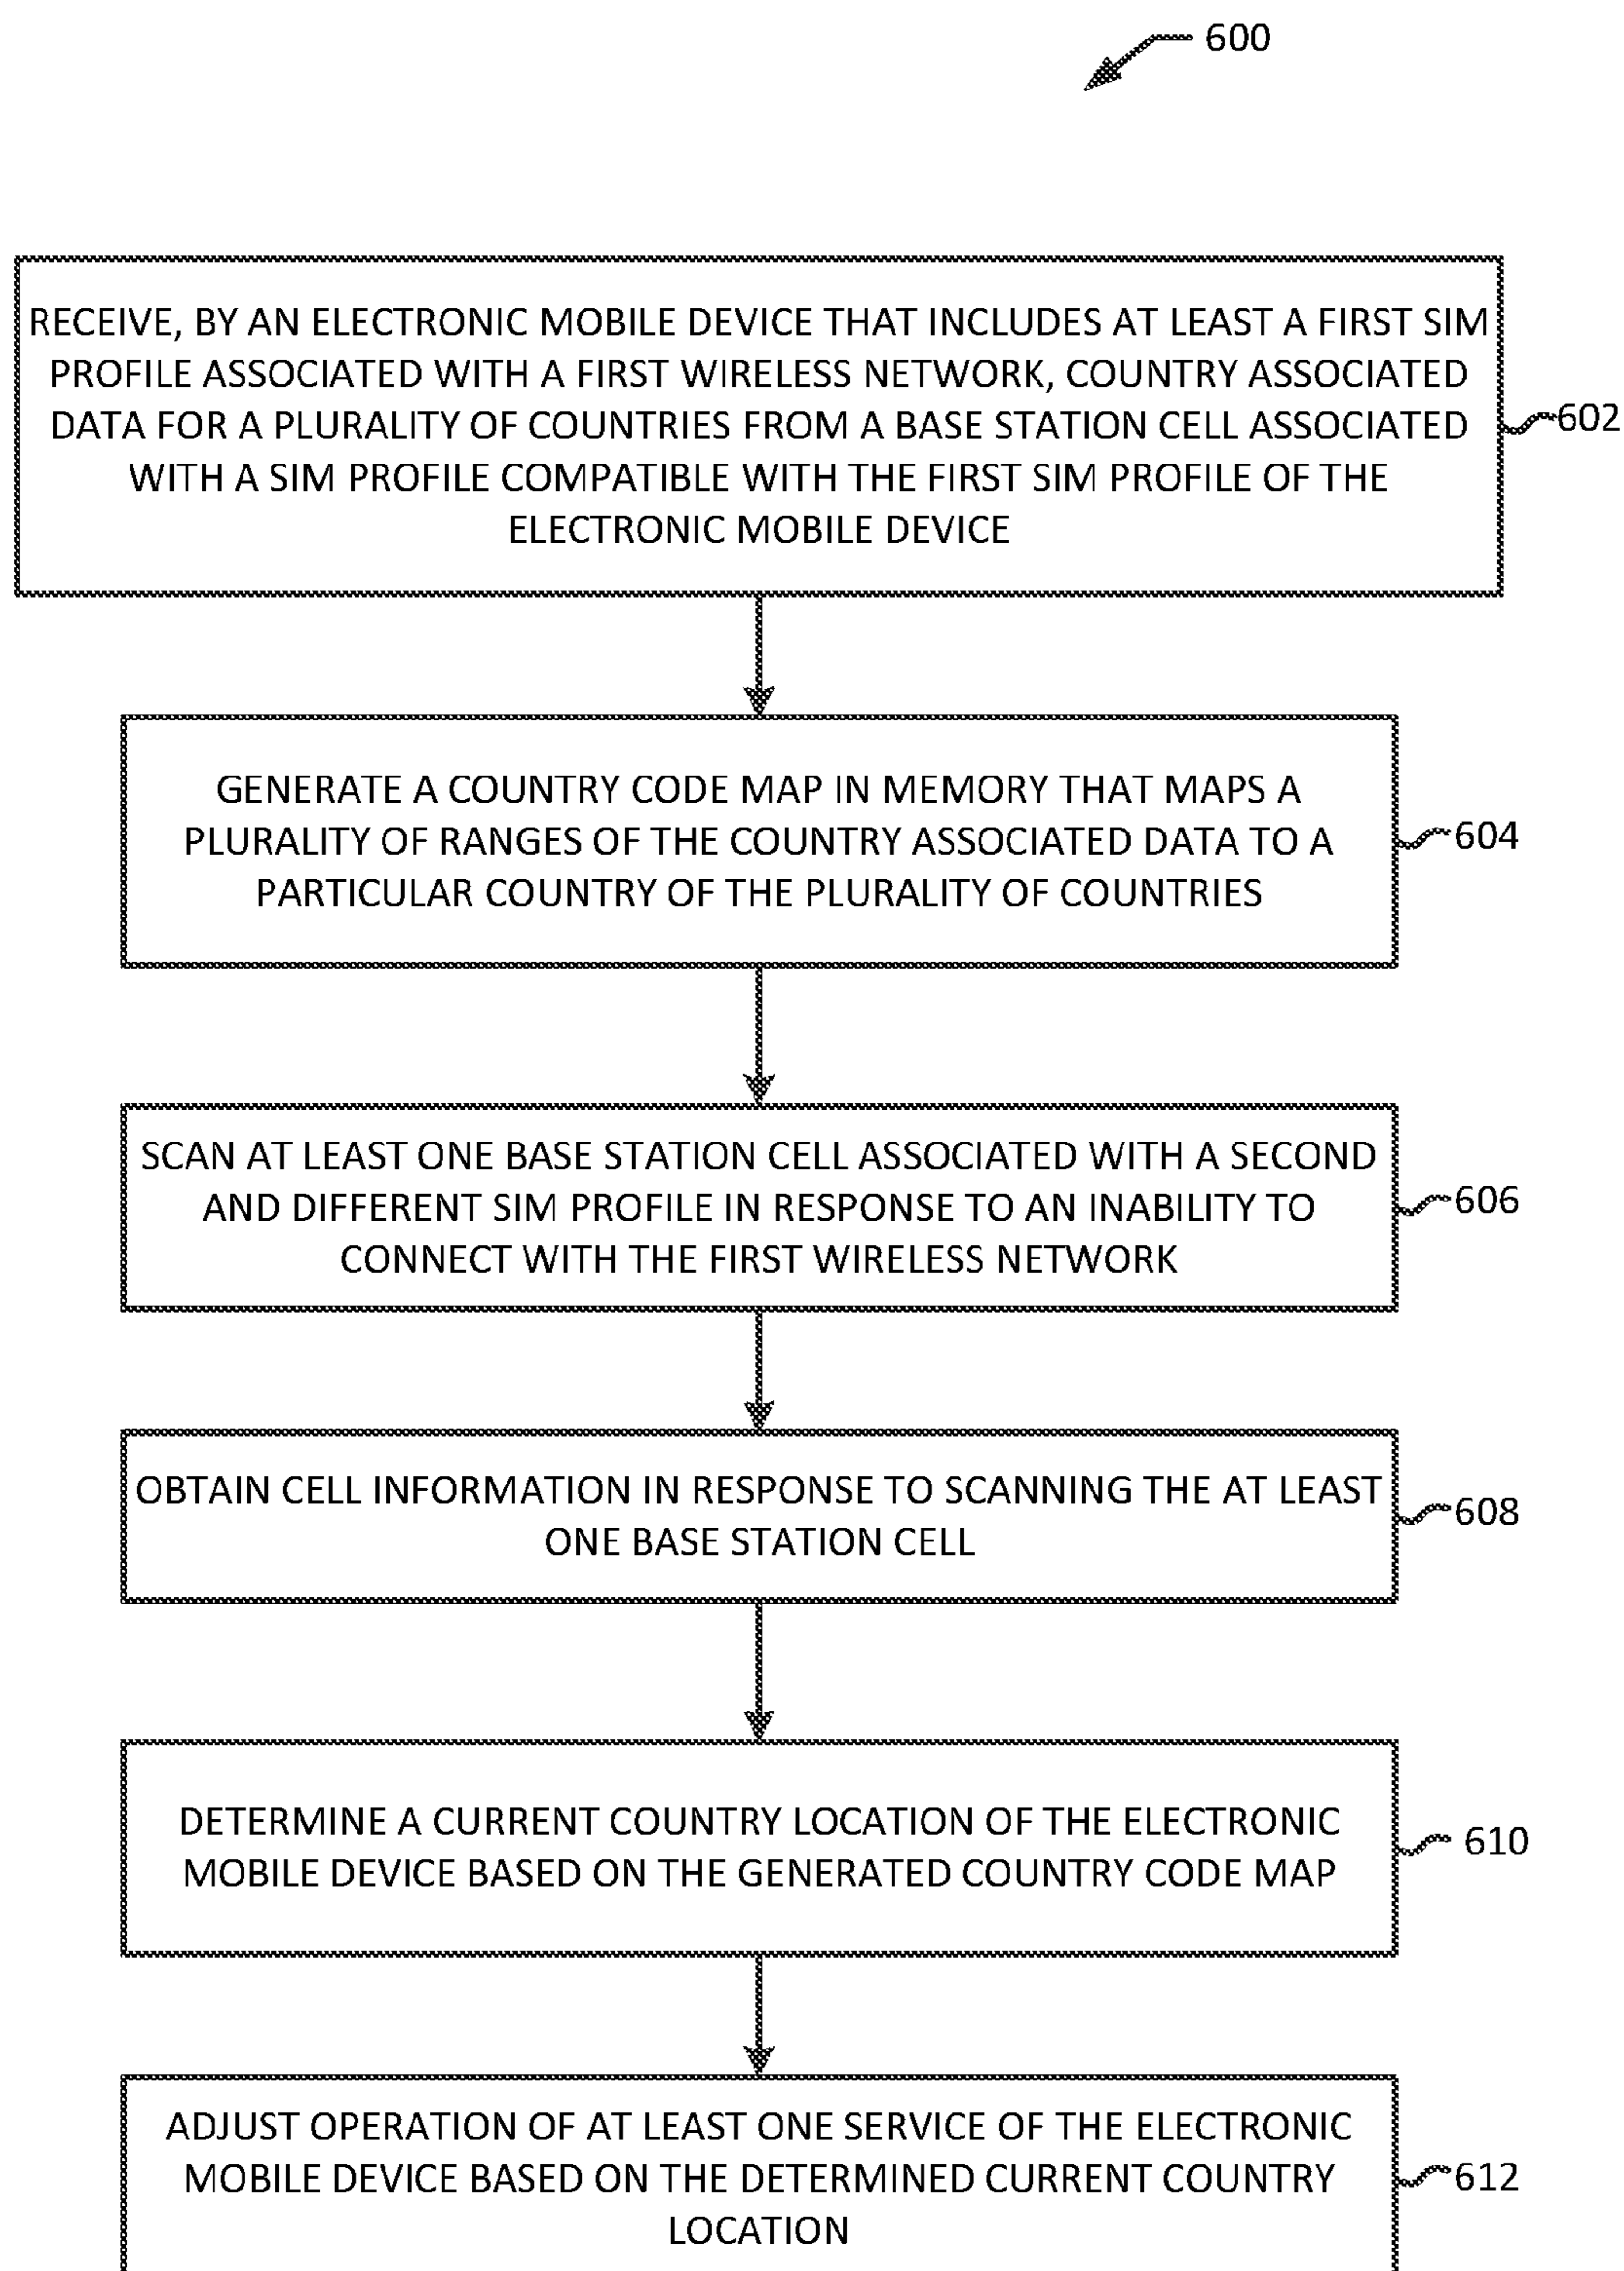 600
RECEIVE, BY AN ELECTRONIC MOBILE DEVICE THAT INCLUDES AT LEAST A FIRST SIM
PROFILE ASSOCIATED WITH A FIRST WIRELESS NETWORK, COUNTRY ASSOCIATED
DATA FOR A PLURALITY OF COUNTRIES FROM A BASE STATION CELL ASSOCIATED
WITH A SIM PROFILE COMPATIBLE WITH THE FIRST SIM PROFILE OF THE
ELECTRONIC MOBILE DEVICE
602
GENERATE A COUNTRY CODE MAP IN MEMORY THAT MAPS A
PLURALITY OF RANGES OF THE COUNTRY ASSOCIATED DATA TO A
PARTICULAR COUNTRY OF THE PLURALITY OF COUNTRIES
604
SCAN AT LEAST ONE BASE STATION CELL ASSOCIATED WITH A SECOND
AND DIFFERENT SIM PROFILE IN RESPONSE TO AN INABILITY TO
CONNECT WITH THE FIRST WIRELESS NETWORK
606
OBTAIN CELL INFORMATION IN RESPONSE TO SCANNING THE AT LEAST
ONE BASE STATION CELL
608
DETERMINE A CURRENT COUNTRY LOCATION OF THE ELECTRONIC
MOBILE DEVICE BASED ON THE GENERATED COUNTRY CODE MAP
610
ADJUST OPERATION OF AT LEAST ONE SERVICE OF THE ELECTRONIC
MOBILE DEVICE BASED ON THE DETERMINED CURRENT COUNTRY
LOCATION
612